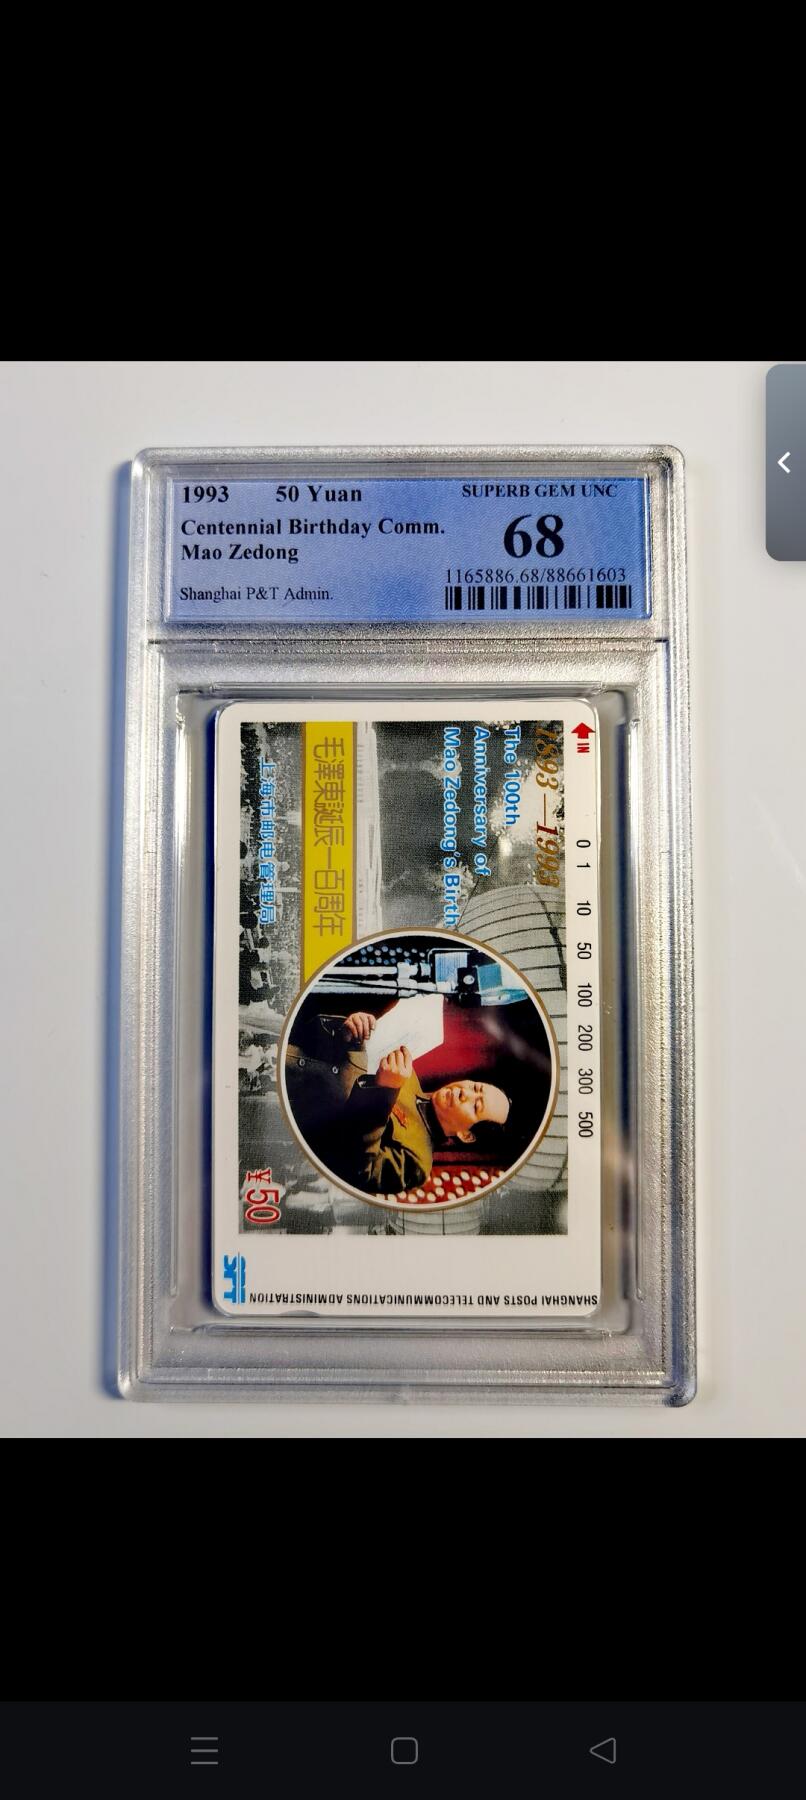 1993 50 Yuan
SUPERB GEM UNC
Centennial Birthday Comm.
68
Mao Zedong
1165886.68/88661603
Shanghai P&T Admin.
IN
0 1 10 50 100 200 300 500
1893—1993
The 100th
Anniversary of
Mao Zedong's Birth
毛澤東誕辰一百周年
上海市邮电管理局
¥50
SHANGHAI POSTS AND TELECOMMUNICATIONS ADMINISTRATION